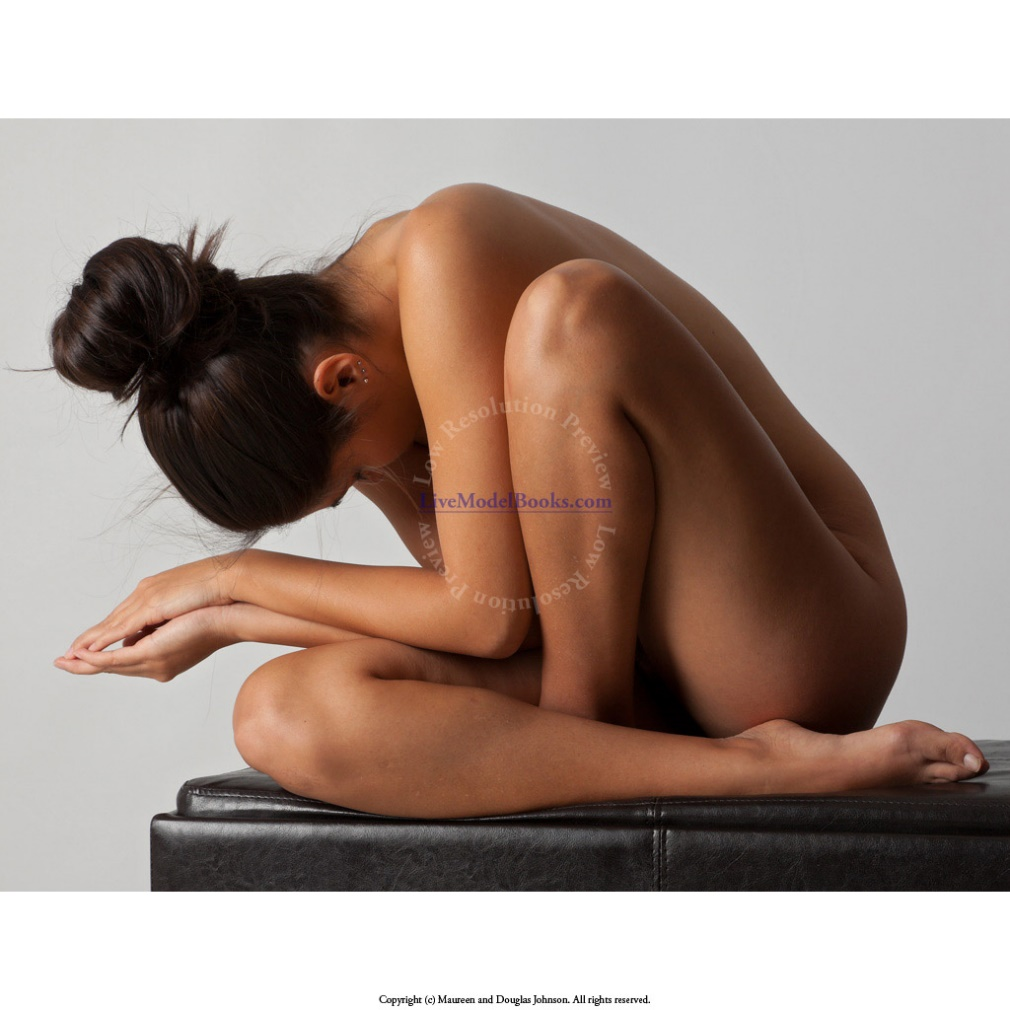 Low Resolution Preview
LiveModelBooks.com
Low Resolution Preview
Copyright (c) Maureen and Douglas Johnson. All rights reserved.